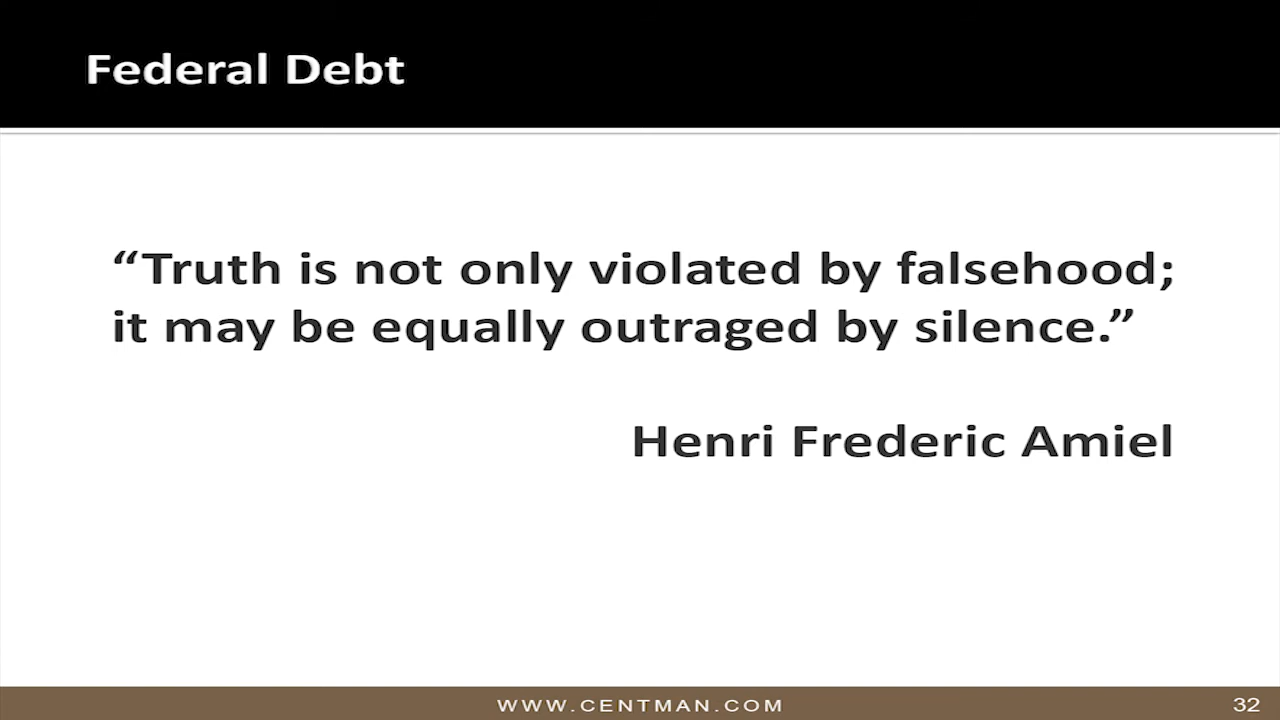 Federal Debt
“Truth is not only violated by falsehood;
it may be equally outraged by silence.”
Henri Frederic Amiel
WWW.CENTMAN.COM
32